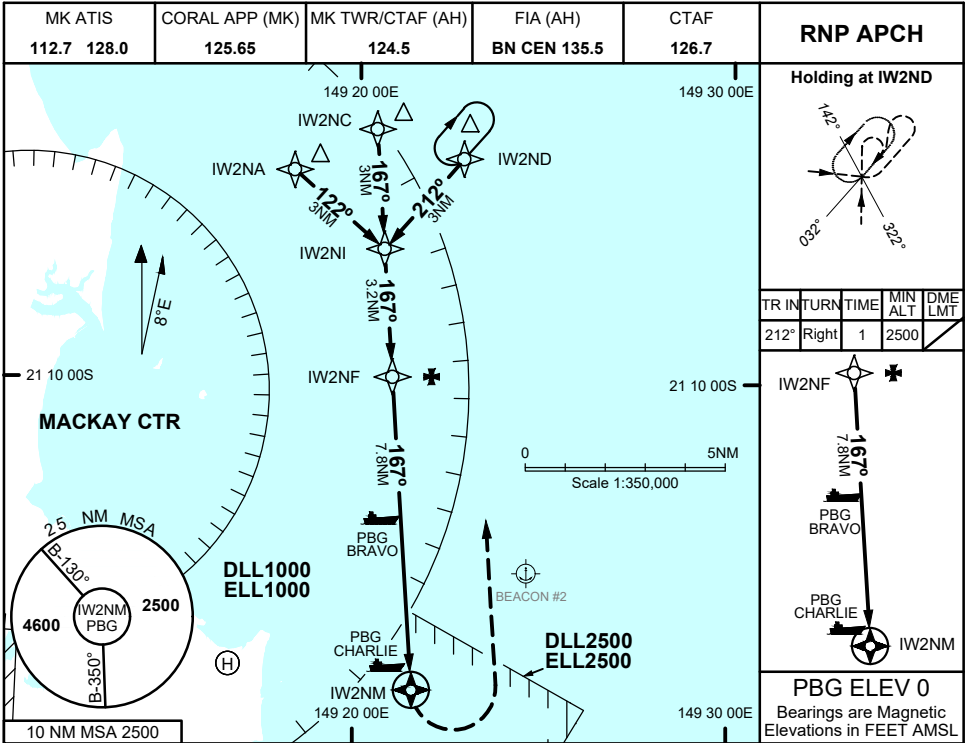 MK ATIS
112.7 128.0
CORAL APP (MK)
125.65
MK TWR/CTAF (AH)
124.5
FIA (AH)
BN CEN 135.5
CTAF
126.7
RNP APCH
149 20 00E
149 30 00E
IW2NC
IW2NA
IW2ND
167°
3NM
122°
3NM
212°
3NM
IW2NI
167°
3.2NM
8°E
21 10 00S
IW2NF
21 10 00S
MACKAY CTR
167°
7.8NM
0
5NM
Scale 1:350,000
PBG
BRAVO
25 NM MSA
B-130°
IW2NM
PBG
2500
4600
B-350°
10 NM MSA 2500
DLL1000
ELL1000
BEACON #2
H
PBG
CHARLIE
DLL2500
ELL2500
IW2NM
149 20 00E
149 30 00E
Holding at IW2ND
142°
032°
322°
TR IN
TURN
TIME
MIN
ALT
DME
LMT
212°
Right
1
2500
IW2NF
167°
7.8NM
PBG
BRAVO
PBG
CHARLIE
IW2NM
PBG ELEV 0
Bearings are Magnetic
Elevations in FEET AMSL